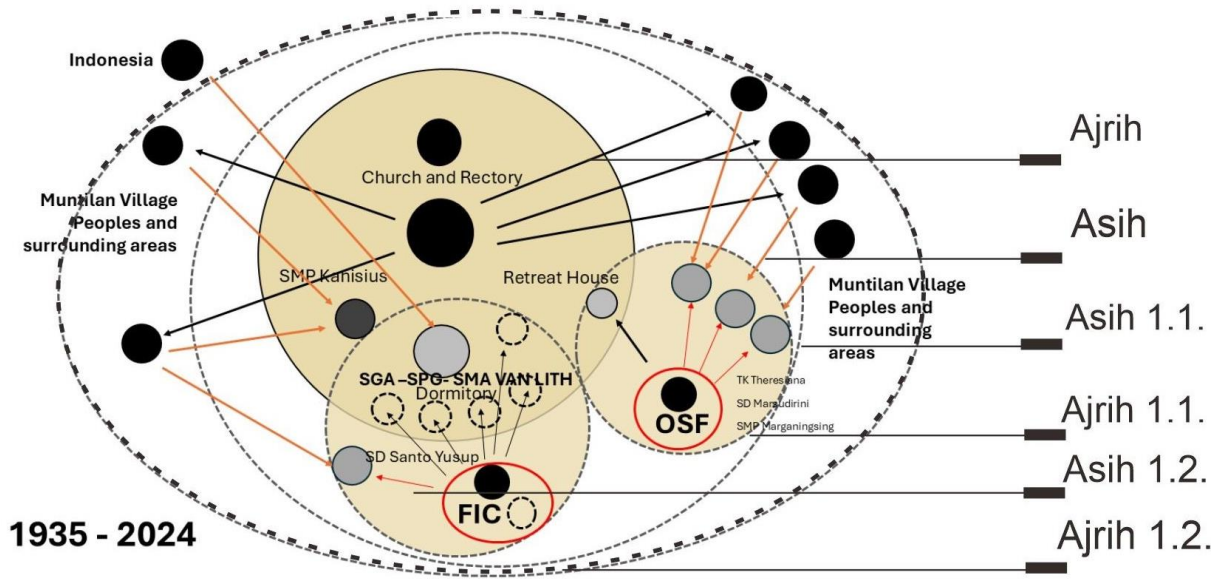 Indonesia
Ajrih
Church and Rectory
Muntilan Village
Peoples and
surrounding areas
Asih
SMP Kanisius
Retreat House
Muntilan Village
Peoples and
surrounding
areas
Asih 1.1.
SGA –SPG- SMA VAN LITH
Dormitory
TK Theresiana
SD Marsudirini
SMP Marganingsing
OSF
Ajrih 1.1.
SD Santo Yusup
Asih 1.2.
FIC
1935 - 2024
Ajrih 1.2.